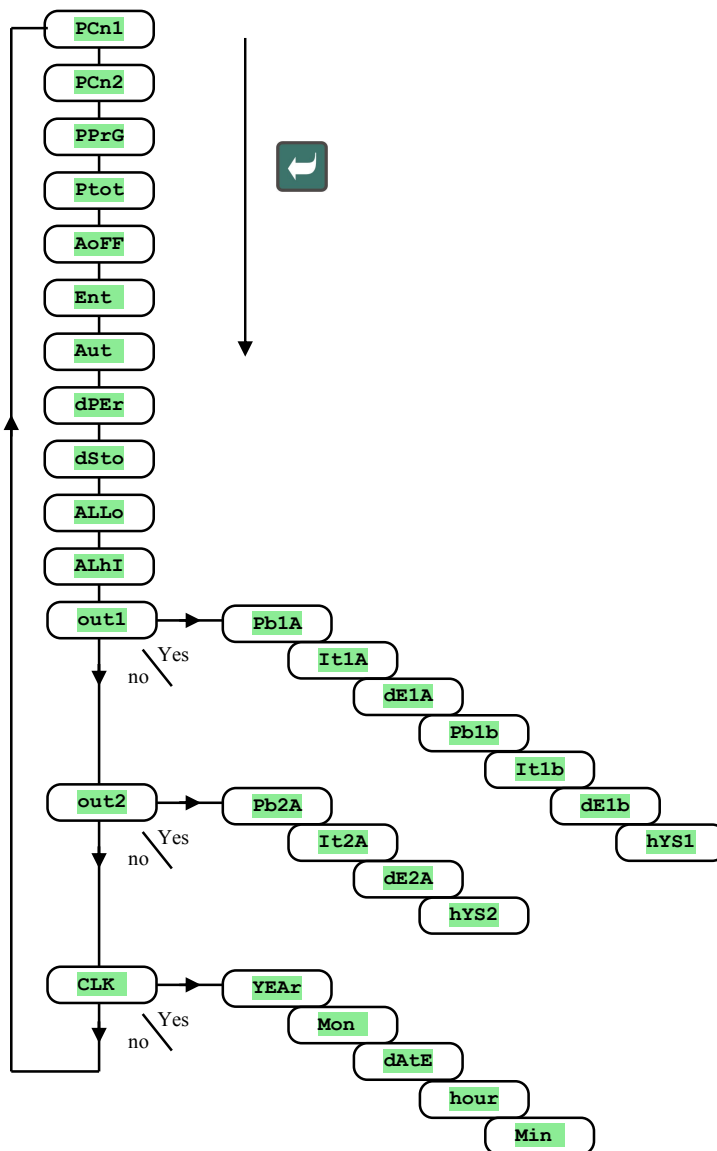 PCn1
PCn2
PPrG
Ptot
AoFF
Ent
Aut
dPEr
dSto
ALLo
ALhI
out1
Pb1A
Yes
no
It1A
dE1A
Pb1b
It1b
dE1b
hYS1
out2
Pb2A
Yes
no
It2A
dE2A
hYS2
CLK
YEAr
Yes
no
Mon
dAtE
hour
Min